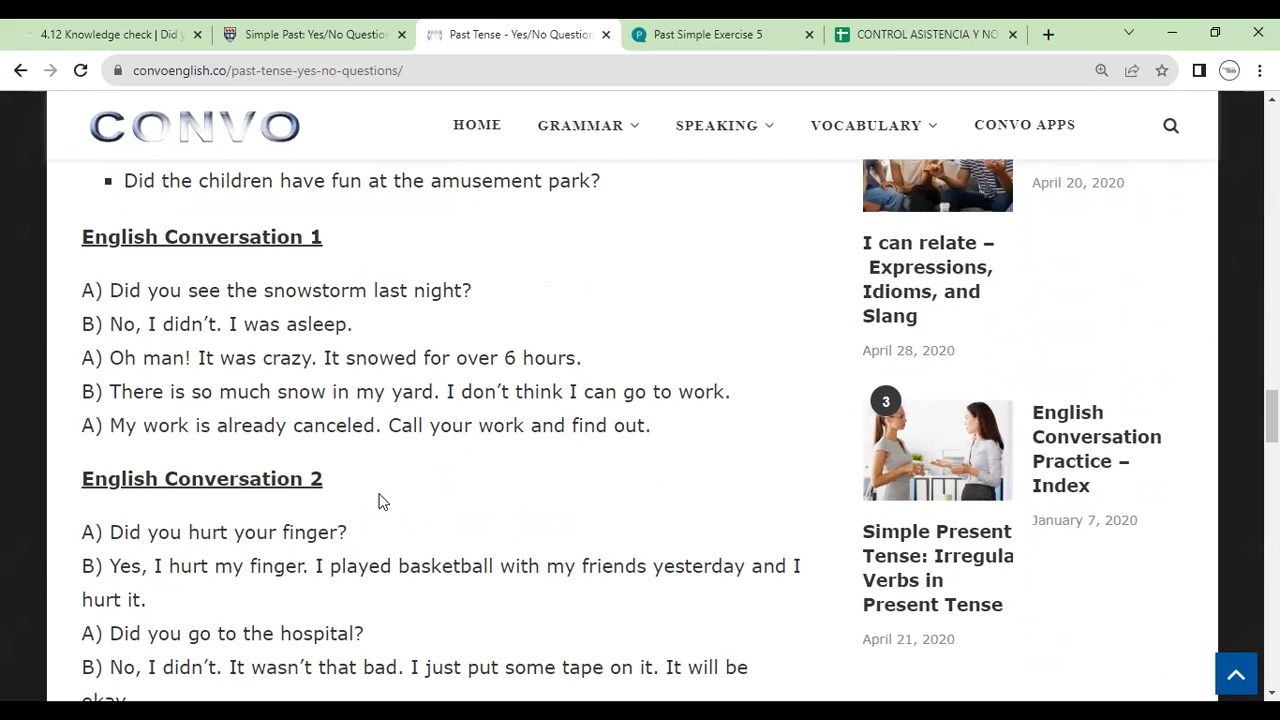 4.12 Knowledge check | Did y
Simple Past: Yes/No Question
Past Tense - Yes/No Question
Past Simple Exercise 5
CONTROL ASISTENCIA Y NO
convoenglish.co/past-tense-yes-no-questions/
CONVO
HOME
GRAMMAR
SPEAKING
VOCABULARY
CONVO APPS
Did the children have fun at the amusement park?
English Conversation 1
A) Did you see the snowstorm last night?
B) No, I didn’t. I was asleep.
A) Oh man! It was crazy. It snowed for over 6 hours.
B) There is so much snow in my yard. I don’t think I can go to work.
A) My work is already canceled. Call your work and find out.
English Conversation 2
A) Did you hurt your finger?
B) Yes, I hurt my finger. I played basketball with my friends yesterday and I
hurt it.
A) Did you go to the hospital?
B) No, I didn’t. It wasn’t that bad. I just put some tape on it. It will be
okay
April 20, 2020
I can relate –
Expressions,
Idioms, and
Slang
April 28, 2020
3
Simple Present
Tense: Irregula
Verbs in
Present Tense
April 21, 2020
English
Conversation
Practice –
Index
January 7, 2020